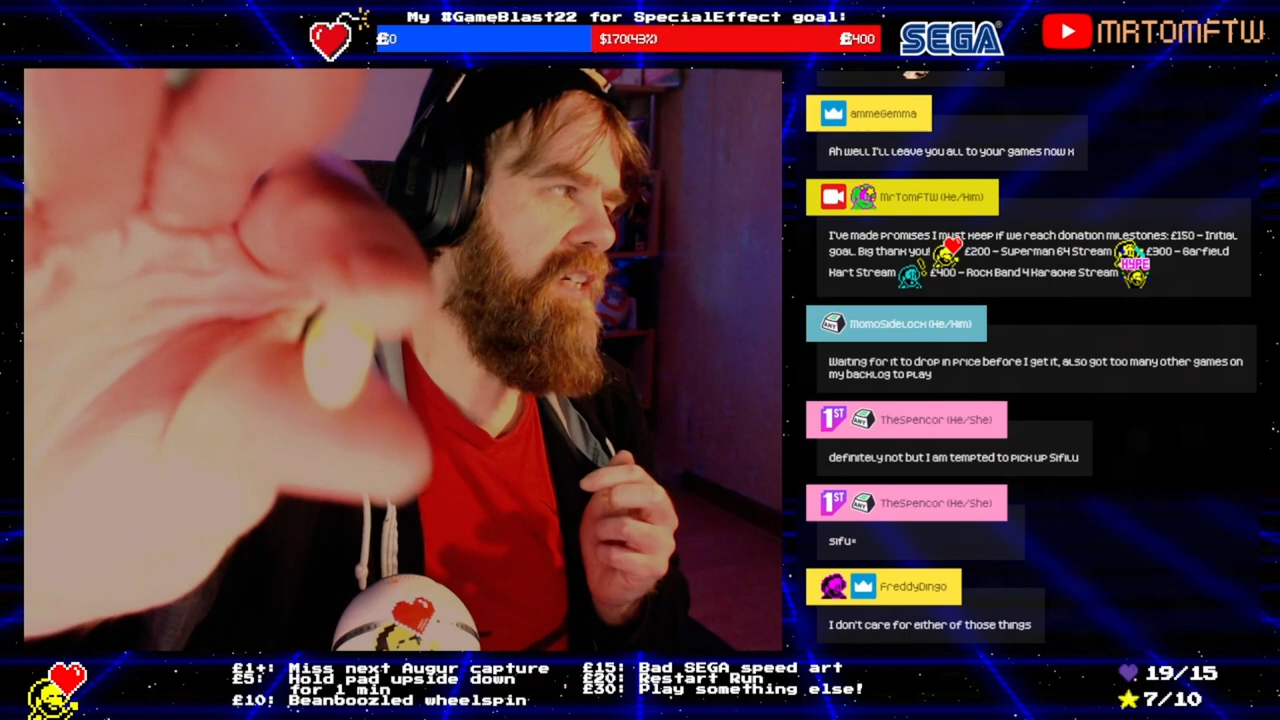 My #GameBlast22 for SpecialEffect goal:
£0
$170(43%)
£400
SEGA
MRTOMFTW
ammeGemma
Ah well I'll leave you all to your games now x
MrTomFTW (He/Him)
I've made promises I must keep if we reach donation milestones: £150 - Initial
goal. Big thank you! £200 - Superman 64 Stream £300 - Garfield
HYPE
Kart Stream £400 - Rock Band 4 Karaoke Stream
ANY MomoSidelock (He/Him)
Waiting for it to drop in price before I get it, also got too many other games on
my backlog to play
1ST ANY TheSpencor (He/She)
definitely not but I am tempted to pick up Sifilu
1ST ANY TheSpencor (He/She)
sifu*
FreddyDingo
I don't care for either of those things
£1+: Miss next Augur capture
£5: Hold pad upside down
for 1 min
£10: Beanboozled wheelspin
£15: Bad SEGA speed art
£20: Restart Run
£30: Play something else!
19/15
7/10